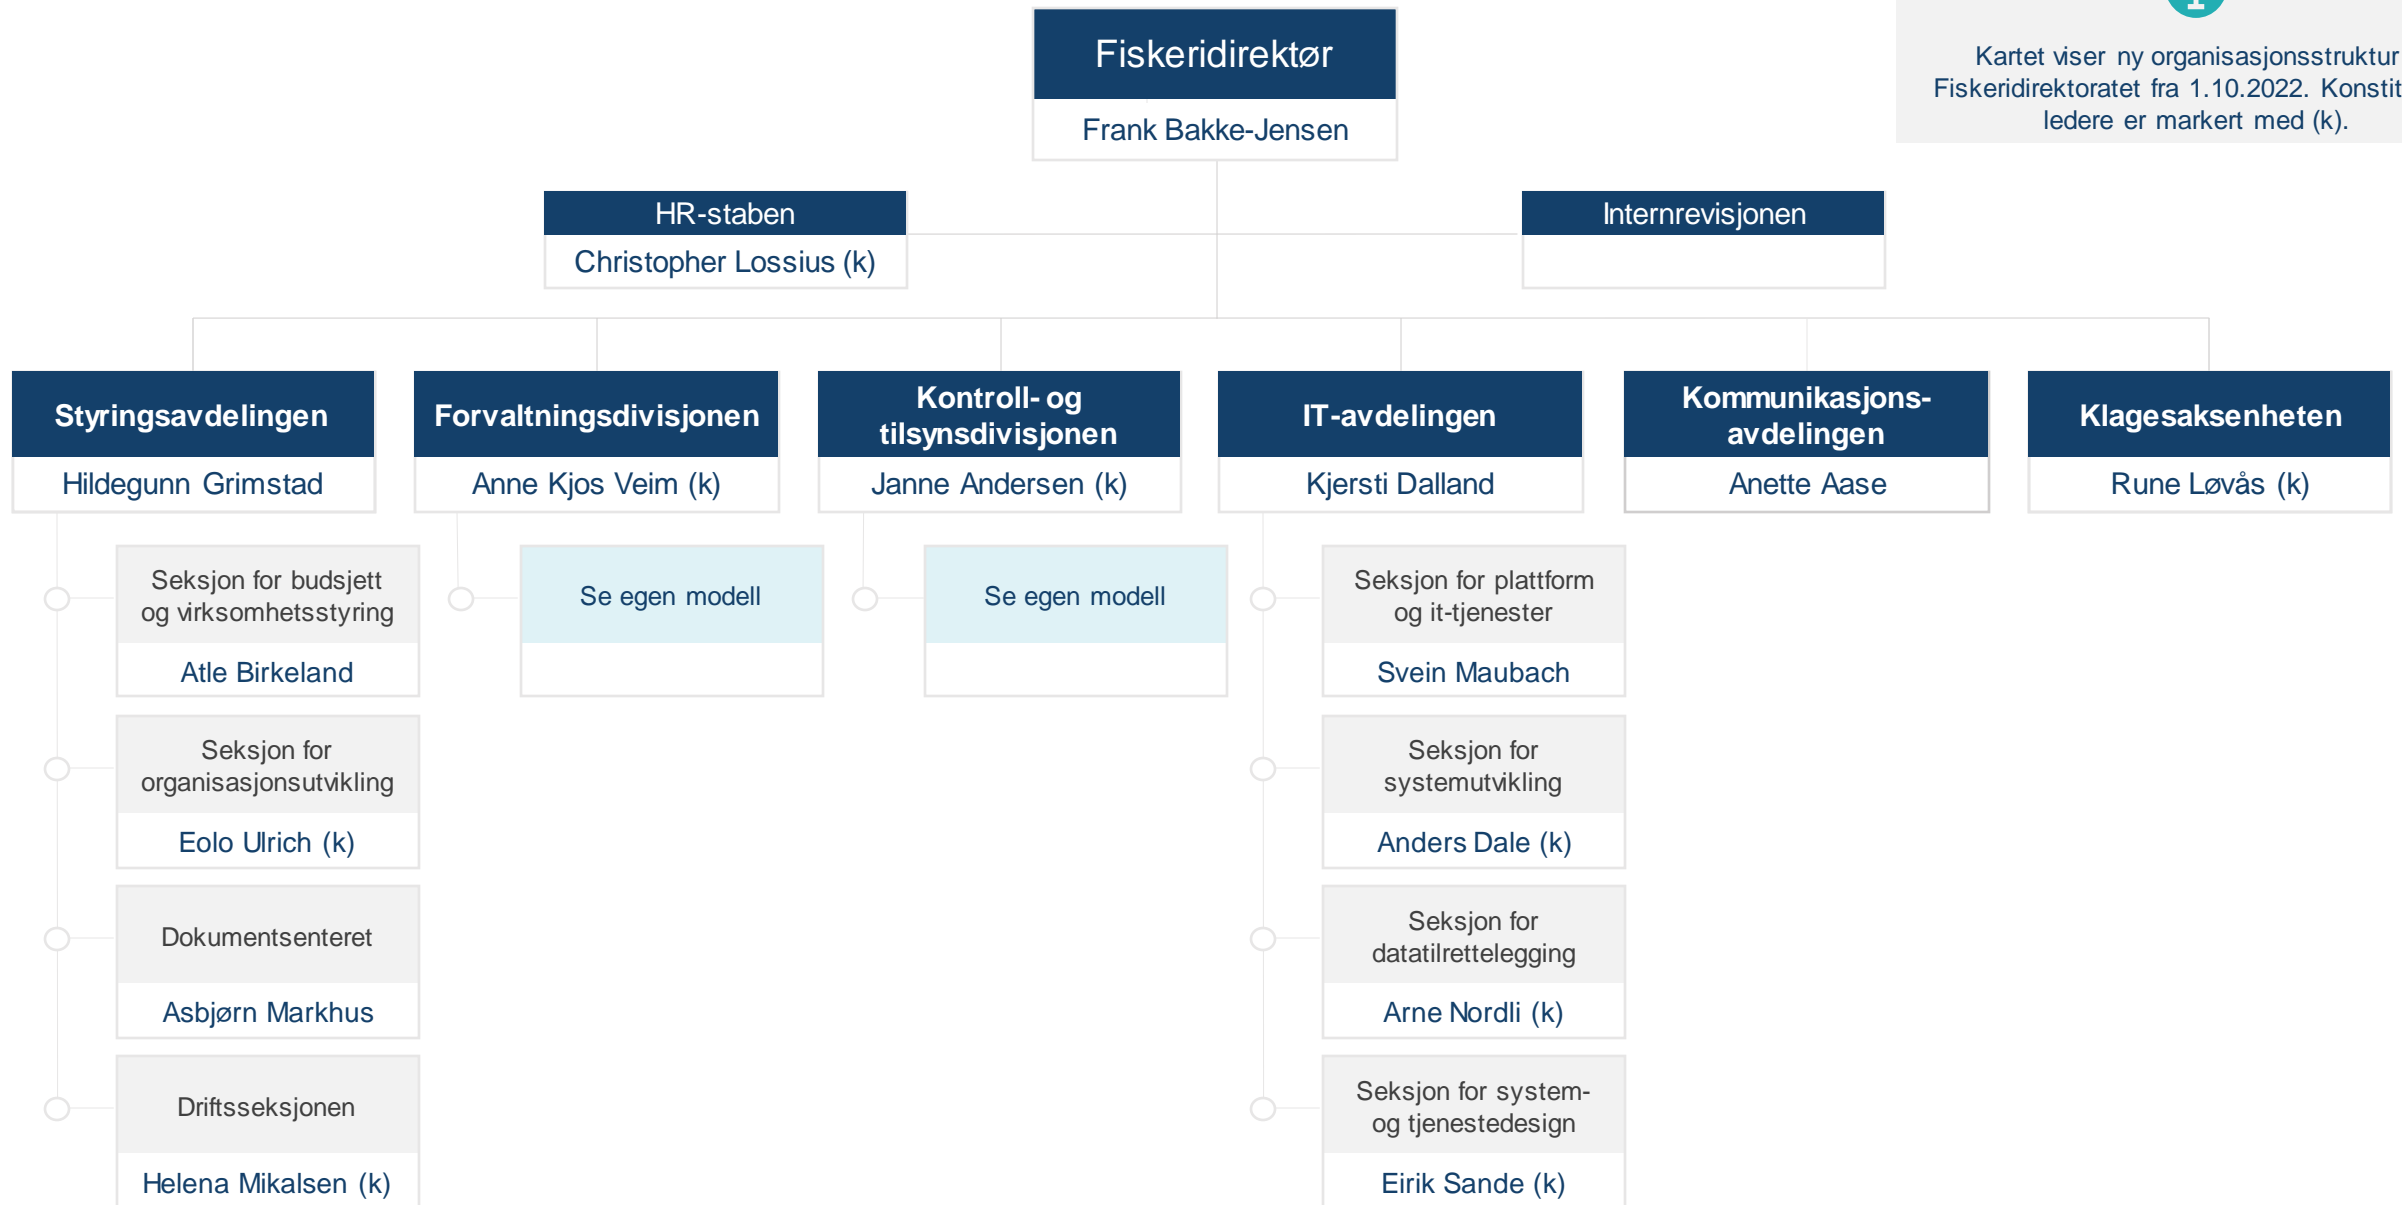 Fiskeridirektør
Frank Bakke-Jensen
Kartet viser ny organisasjonsstruktur
Fiskeridirektoratet fra 1.10.2022.
ledere er markert med (k).
HR-staben
Christopher Lossius (k)
Internrevisjonen
Styringsavdelingen
Hildegunn Grimstad
Forvaltningsdivisjonen
Anne Kjos Veim (k)
Kontroll- og
tilsynsdivisjonen
Janne Andersen (k)
IT-avdelingen
Kjersti Dalland
Kommunikasjons-
avdelingen
Anette Aase
Klagesaksenheten
Rune Løvås (k)
Seksjon for budsjett
og virksomhetsstyring
Atle Birkeland
Seksjon for
organisasjonsutvikling
Eolo Ulrich (k)
Dokumentsenteret
Asbjørn Markhus
Driftsseksjonen
Helena Mikalsen (k)
Se egen modell
Se egen modell
Seksjon for plattform
og it-tjenester
Svein Maubach
Seksjon for
systemutvikling
Anders Dale (k)
Seksjon for
datatilrettelegging
Arne Nordli (k)
Seksjon for system-
og tjenestedesign
Eirik Sande (k)